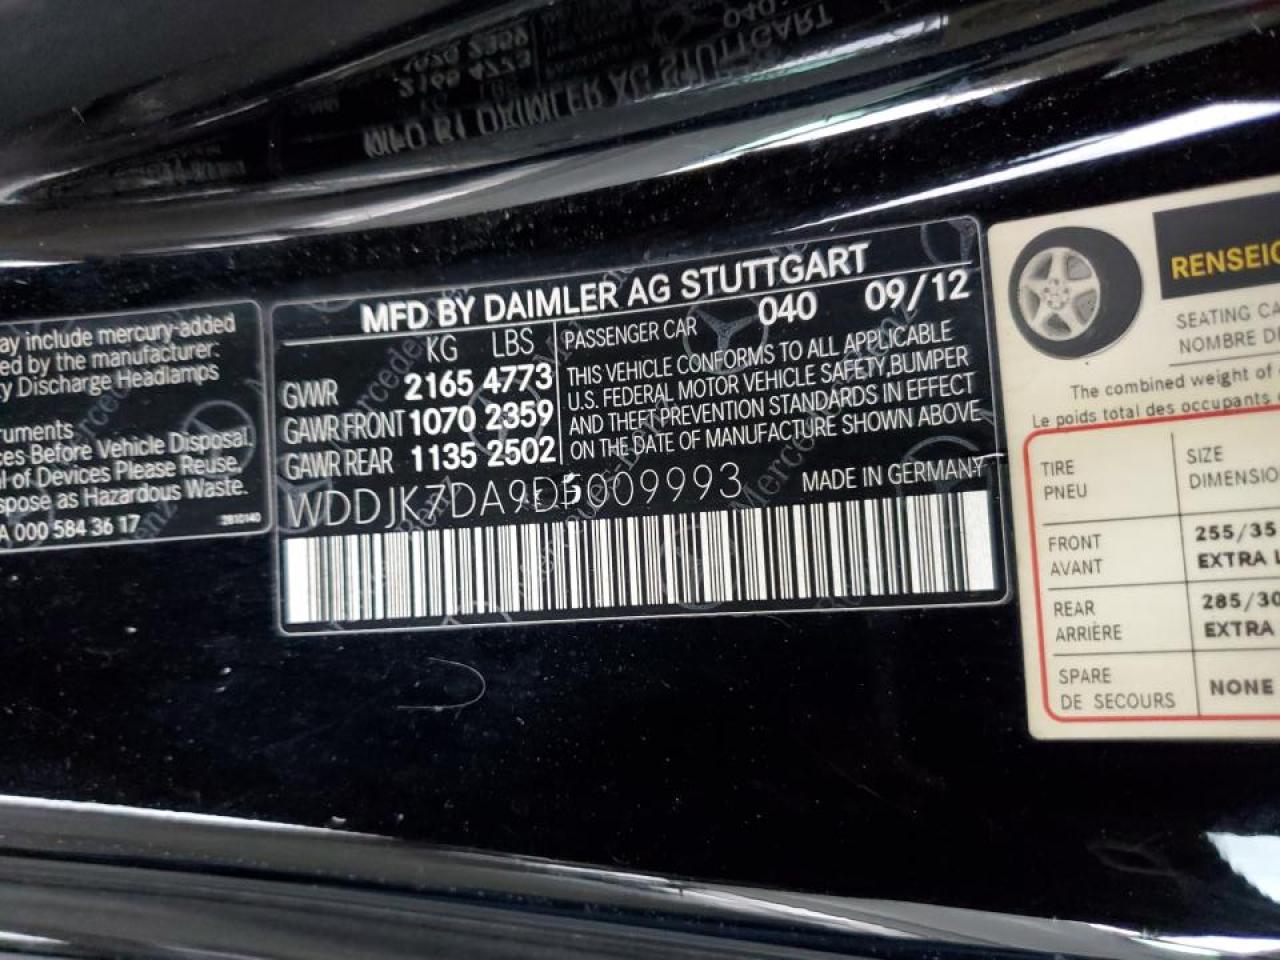 ay include mercury-added
ed by the manufacturer.
y Discharge Headlamps
ruments
ces Before Vehicle Disposal.
l of Devices Please Reuse,
spose as Hazardous Waste.
A 000 584 36 17
2810140
MFD BY DAIMLER AG STUTTGART
KG LBS PASSENGER CAR 040 09/12
GVWR 2165 4773
GAWR FRONT 1070 2359
GAWR REAR 1135 2502
THIS VEHICLE CONFORMS TO ALL APPLICABLE
U.S. FEDERAL MOTOR VEHICLE SAFETY, BUMPER
AND THEFT PREVENTION STANDARDS IN EFFECT
ON THE DATE OF MANUFACTURE SHOWN ABOVE
WDDJK7DA9DF009993 MADE IN GERMANY
RENSEIG
SEATING CA
NOMBRE D
The combined weight of
Le poids total des occupants
TIRE
PNEU
SIZE
DIMENSIO
FRONT
AVANT
255/35
EXTRA L
REAR
ARRIÈRE
285/30
EXTRA
SPARE
DE SECOURS
NONE